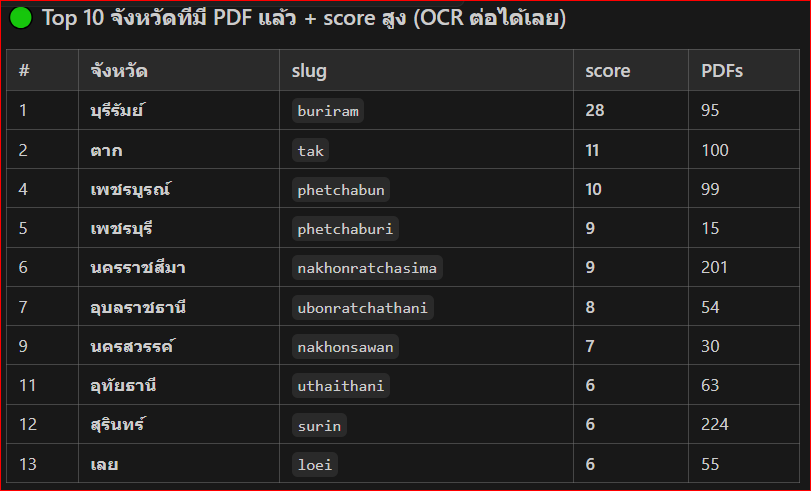 Top 10 จังหวัดที่มี PDF แล้ว + score สูง (OCR ต่อได้เลย)
# จังหวัด slug score PDFs
1 บุรีรัมย์ buriram 28 95
2 ตาก tak 11 100
4 เพชรบูรณ์ phetchabun 10 99
5 เพชรบุรี phetchaburi 9 15
6 นครราชสีมา nakhonratchasima 9 201
7 อุบลราชธานี ubonratchathani 8 54
9 นครสวรรค์ nakhonsawan 7 30
11 อุทัยธานี uthaithani 6 63
12 สุรินทร์ surin 6 224
13 เลย loei 6 55